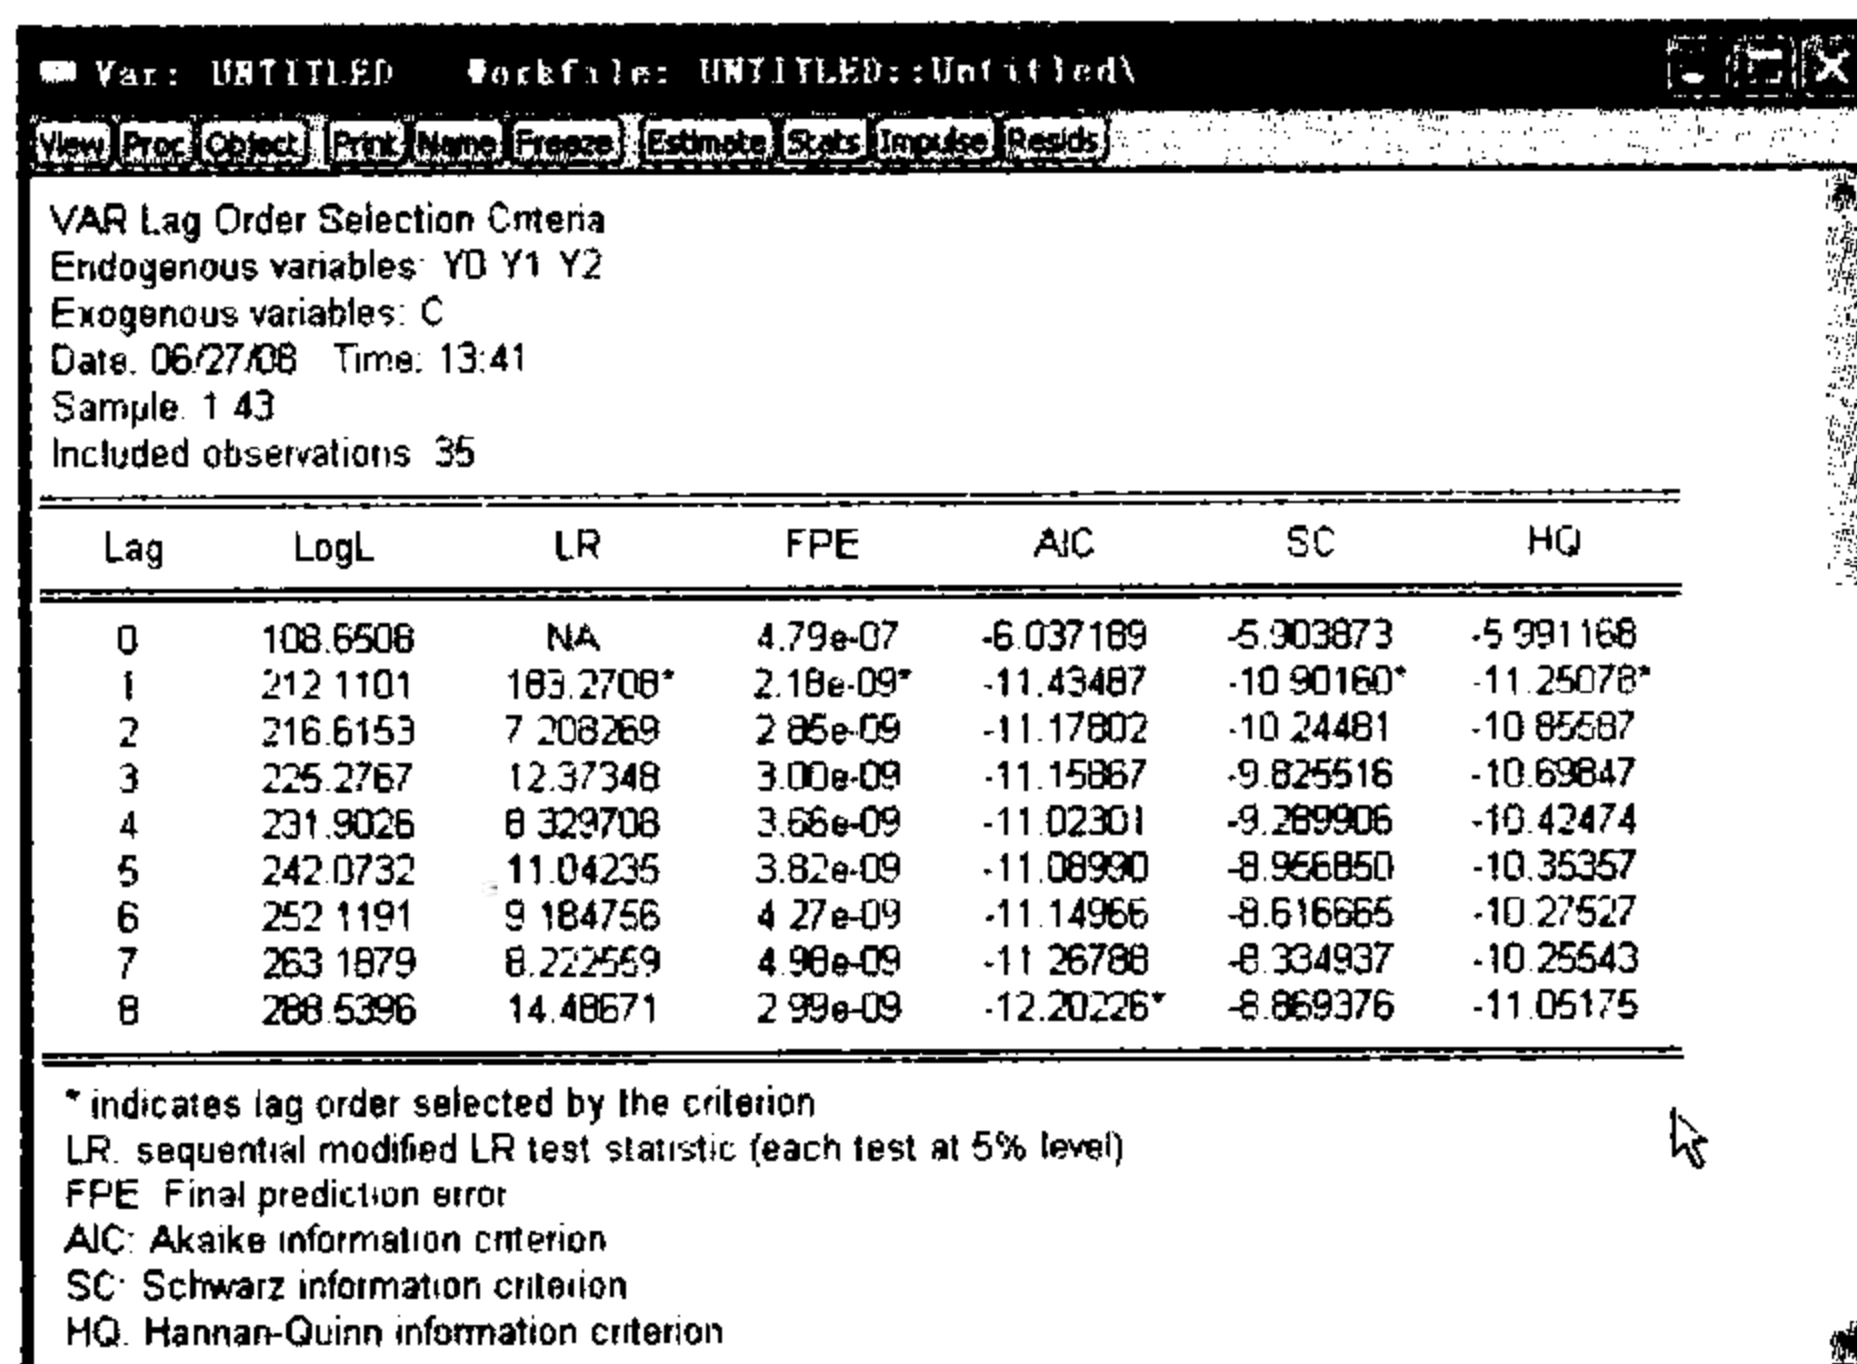 Var: UNTITLED Workfile: UNTITLED::Untitled\
View Proc Object Print Name Freeze Estimate Stats Impulse Resids
VAR Lag Order Selection Criteria
Endogenous variables: Y0 Y1 Y2
Exogenous variables: C
Date: 06/27/08 Time: 13:41
Sample: 1 43
Included observations: 35
Lag LogL LR FPE AIC SC HQ
0 108.6508 NA 4.79e-07 -6.037189 -5.903873 -5.991168
1 212.1101 183.2708* 2.18e-09* -11.43487 -10.90160* -11.25078*
2 216.6153 7.208269 2.85e-09 -11.17802 -10.24481 -10.85587
3 225.2767 12.37348 3.00e-09 -11.15867 -9.825516 -10.69847
4 231.9026 8.329708 3.66e-09 -11.02301 -9.289906 -10.42474
5 242.0732 11.04235 3.82e-09 -11.08990 -8.956850 -10.35357
6 252.1191 9.184756 4.27e-09 -11.14966 -8.616665 -10.27527
7 263.1879 8.222559 4.98e-09 -11.26788 -8.334937 -10.25543
8 288.5396 14.48671 2.99e-09 -12.20226* -8.869376 -11.05175
* indicates lag order selected by the criterion
LR: sequential modified LR test statistic (each test at 5% level)
FPE: Final prediction error
AIC: Akaike information criterion
SC: Schwarz information criterion
HQ: Hannan-Quinn information criterion